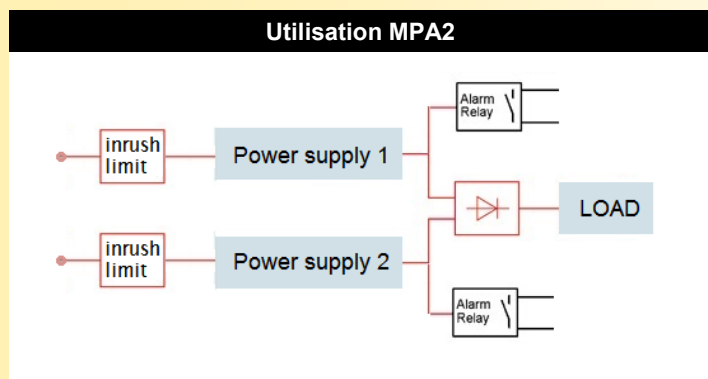 Utilisation MPA2
Alarm
Relay
inrush
limit
Power supply 1
LOAD
inrush
limit
Power supply 2
Alarm
Relay